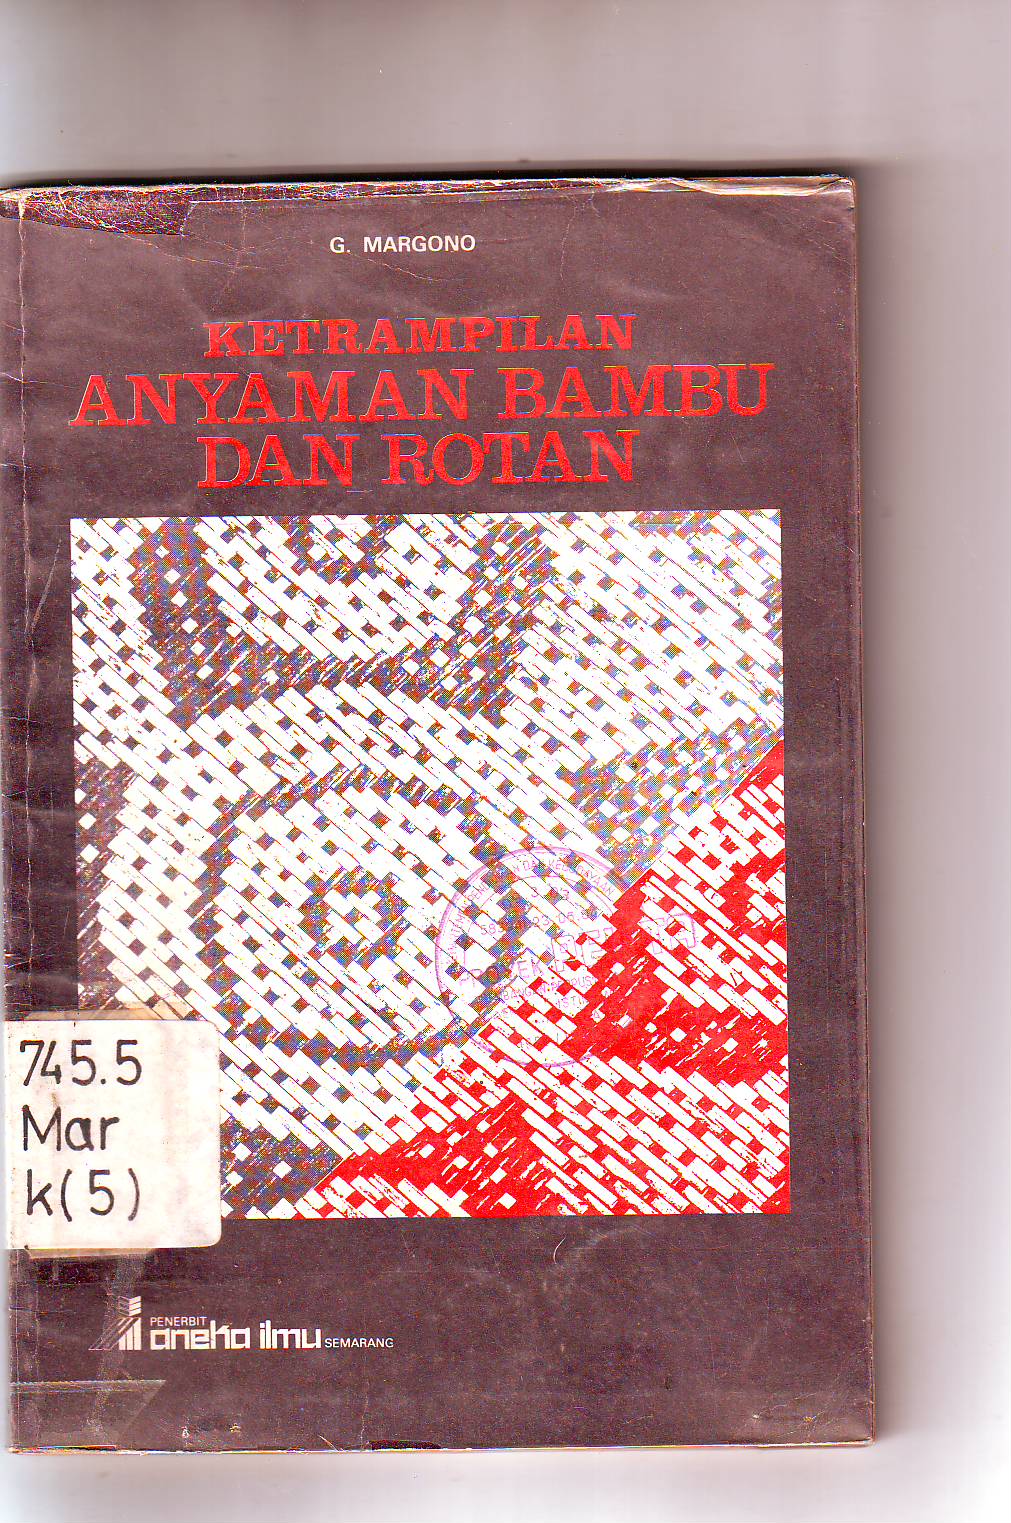 G. MARGONO
KETRAMPILAN
ANYAMAN BAMBU
DAN ROTAN
745.5
Mar
k(5)
PENERBIT
aneka ilmu SEMARANG